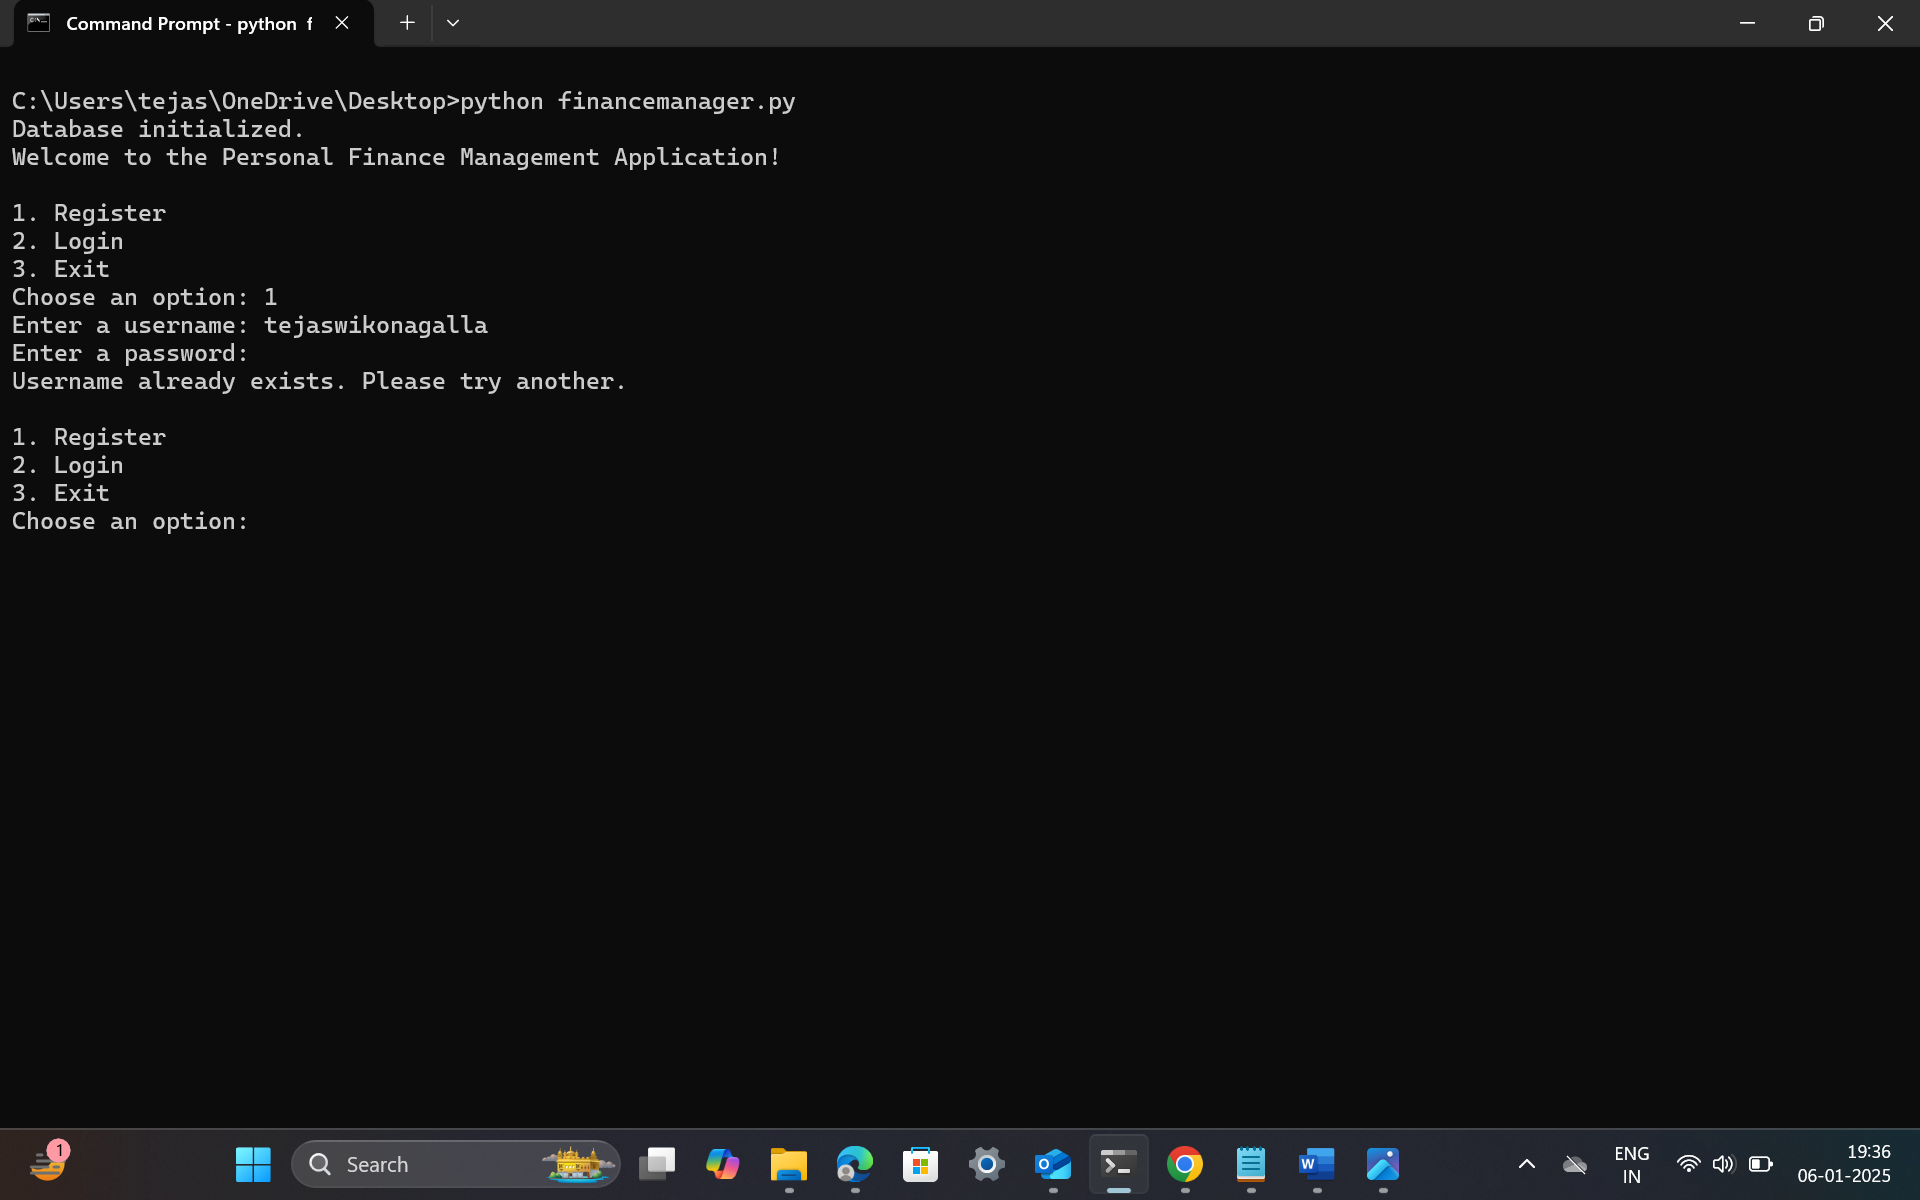 Command Prompt - python f
C:\Users\tejas\OneDrive\Desktop>python financemanager.py
Database initialized.
Welcome to the Personal Finance Management Application!
1. Register
2. Login
3. Exit
Choose an option: 1
Enter a username: tejaswikonagalla
Enter a password:
Username already exists. Please try another.
1. Register
2. Login
3. Exit
Choose an option:
1
Search
O
W
ENG
IN
19:36
06-01-2025